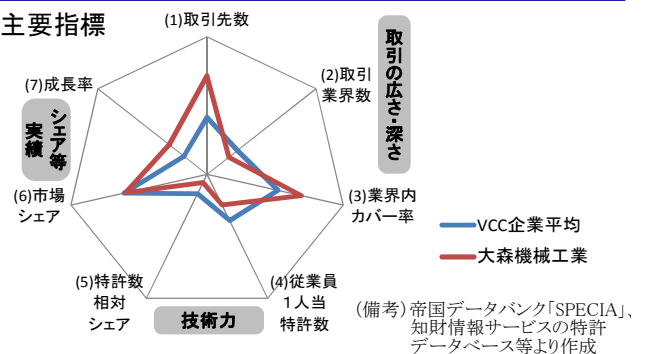 主要指標
(1)取引先数
(2)取引
業界数
取引の広さ・深さ
(3)業界内
カバー率
(4)従業員
1人当
特許数
技術力
(5)特許数
相対
シェア
(6)市場
シェア
シェア等
実績
(7)成長率
VCC企業平均
大森機械工業
(備考)帝国データバンク「SPECIA」、
知財情報サービスの特許
データベース等より作成